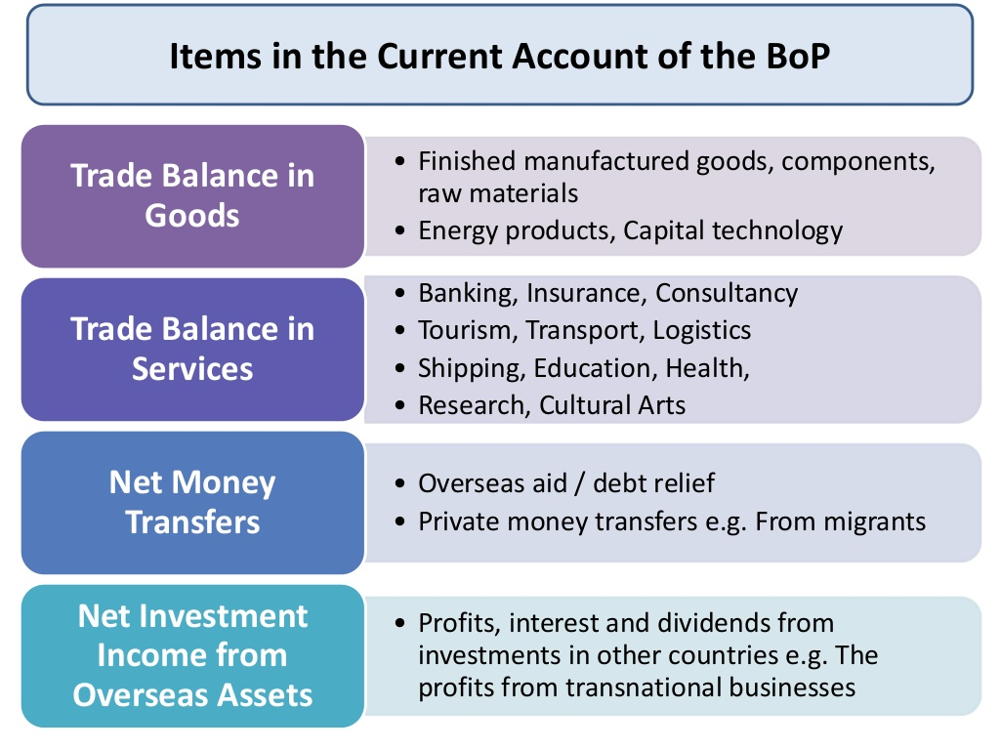 Items in the Current Account of the BoP
Trade Balance in
Goods
• Finished manufactured goods, components,
raw materials
• Energy products, Capital technology
Trade Balance in
Services
• Banking, Insurance, Consultancy
• Tourism, Transport, Logistics
• Shipping, Education, Health,
• Research, Cultural Arts
Net Money
Transfers
• Overseas aid / debt relief
• Private money transfers e.g. From migrants
Net Investment
Income from
Overseas Assets
• Profits, interest and dividends from
investments in other countries e.g. The
profits from transnational businesses